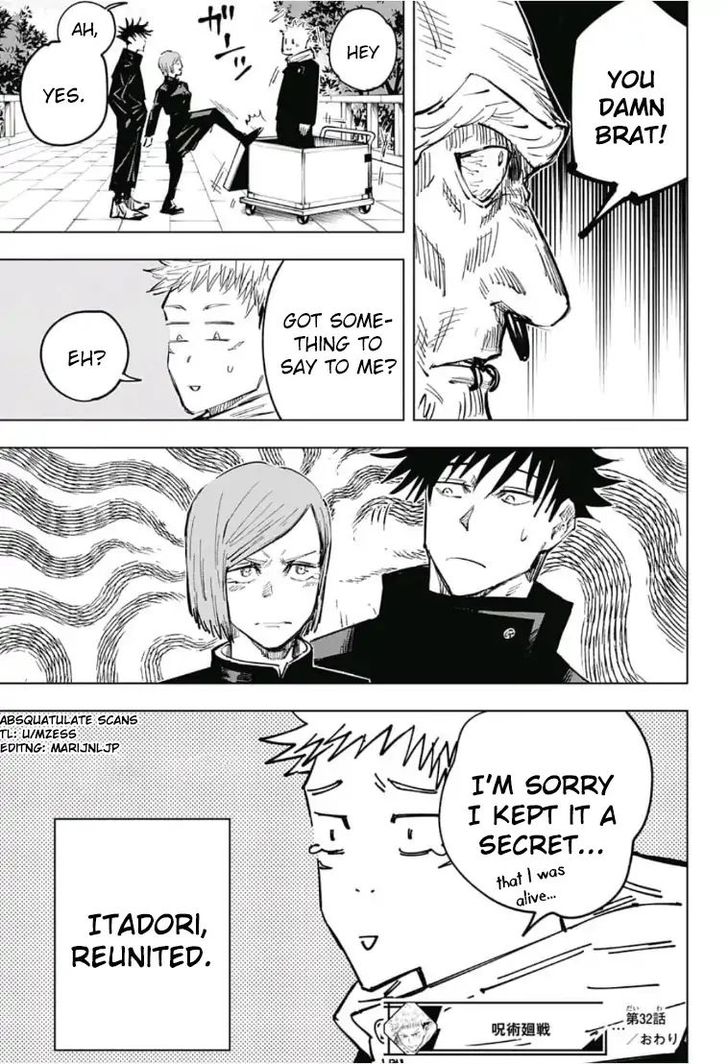 YOU
DAMN
BRAT!
HEY
ガッ
AH,
YES.
GOT SOME-
THING TO
SAY TO ME?
EH?
ABSQUATULATE SCANS
TL: U/MZESS
EDITNG: MARIJNLJP
I'M SORRY
I KEPT IT A
SECRET...
that I was
alive...
ITADORI,
REUNITED.
呪術廻戦
…第32話
／おわり